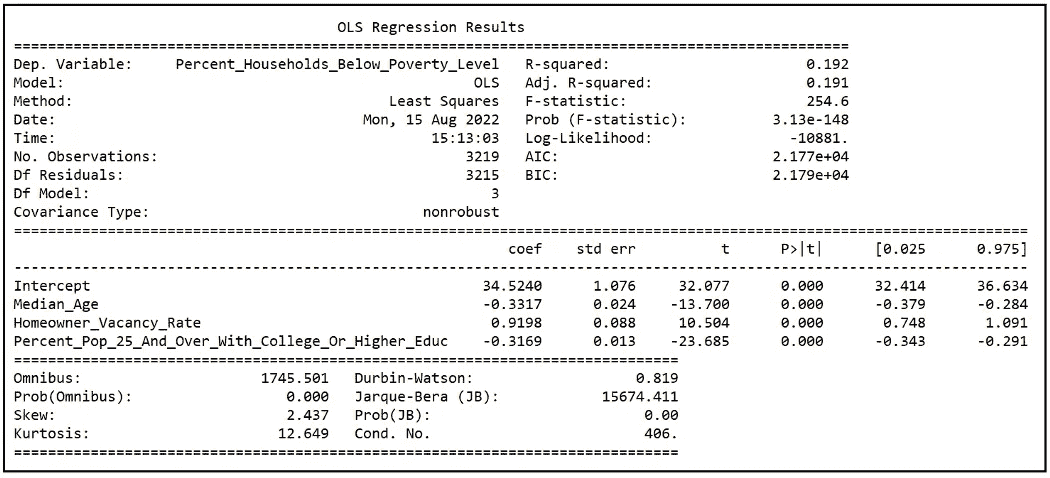 OLS Regression Results
==============================================================================
Dep. Variable: Percent_Households_Below_Poverty_Level R-squared: 0.192
Model: OLS Adj. R-squared: 0.191
Method: Least Squares F-statistic: 254.6
Date: Mon, 15 Aug 2022 Prob (F-statistic): 3.13e-148
Time: 15:13:03 Log-Likelihood: -10881.
No. Observations: 3219 AIC: 2.177e+04
Df Residuals: 3215 BIC: 2.179e+04
Df Model: 3
Covariance Type: nonrobust
==============================================================================
coef std err t P>|t| [0.025 0.975]
------------------------------------------------------------------------------
Intercept 34.5240 1.076 32.077 0.000 32.414 36.634
Median_Age -0.3317 0.024 -13.700 0.000 -0.379 -0.284
Homeowner_Vacancy_Rate 0.9198 0.088 10.504 0.000 0.748 1.091
Percent_Pop_25_And_Over_With_College_Or_Higher_Educ -0.3169 0.013 -23.685 0.000 -0.343 -0.291
==============================================================================
Omnibus: 1745.501 Durbin-Watson: 0.819
Prob(Omnibus): 0.000 Jarque-Bera (JB): 15674.411
Skew: 2.437 Prob(JB): 0.00
Kurtosis: 12.649 Cond. No. 406.
==============================================================================